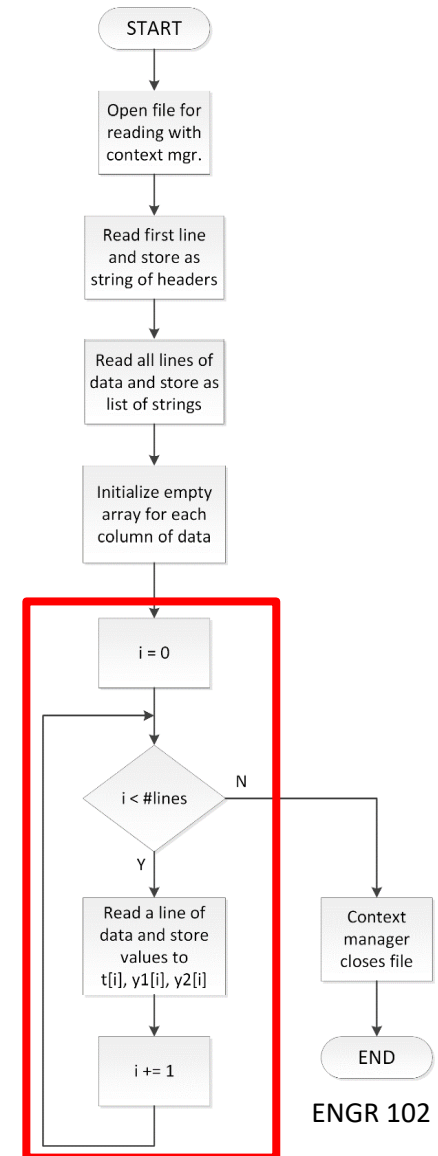 START
Open file for
reading with
context mgr.
Read first line
and store as
string of headers
Read all lines of
data and store as
list of strings
Initialize empty
array for each
column of data
i = 0
i < #lines
N
Y
Read a line of
data and store
values to
t[i], y1[i], y2[i]
i += 1
Context
manager
closes file
END
ENGR 102